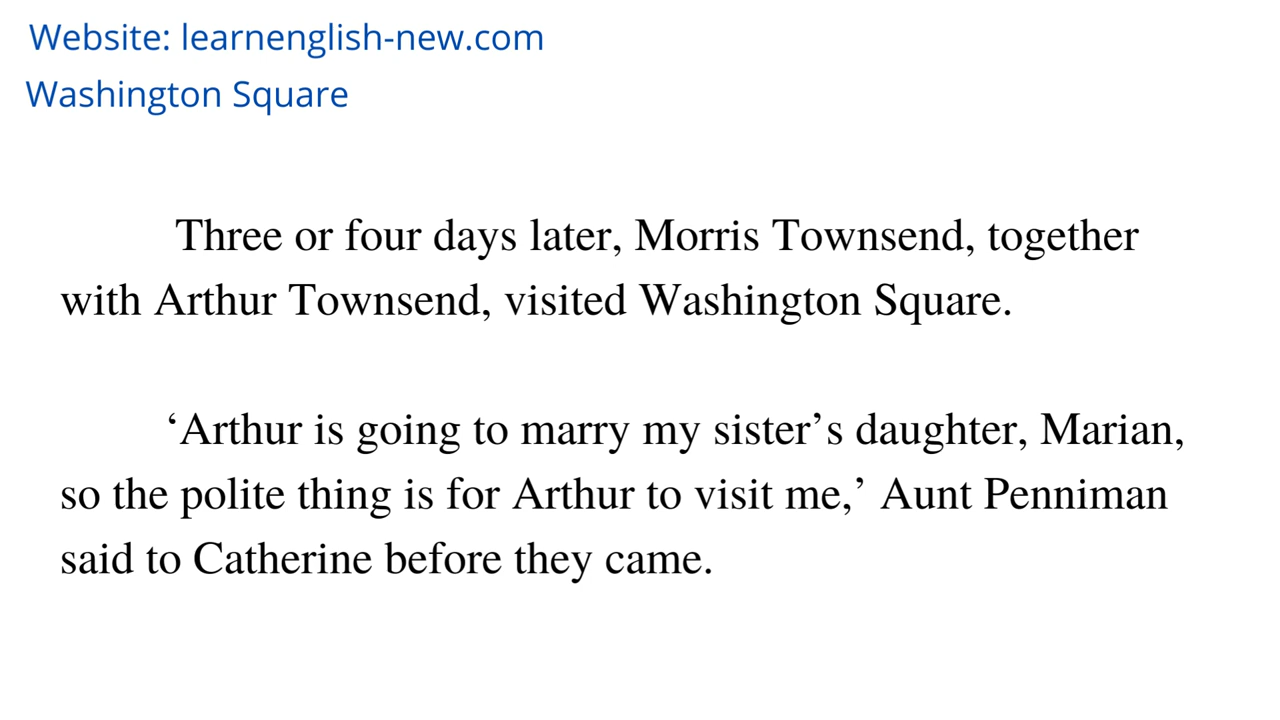 Website: learnenglish-new.com
Washington Square
Three or four days later, Morris Townsend, together
with Arthur Townsend, visited Washington Square.
‘Arthur is going to marry my sister’s daughter, Marian,
so the polite thing is for Arthur to visit me,’ Aunt Penniman
said to Catherine before they came.